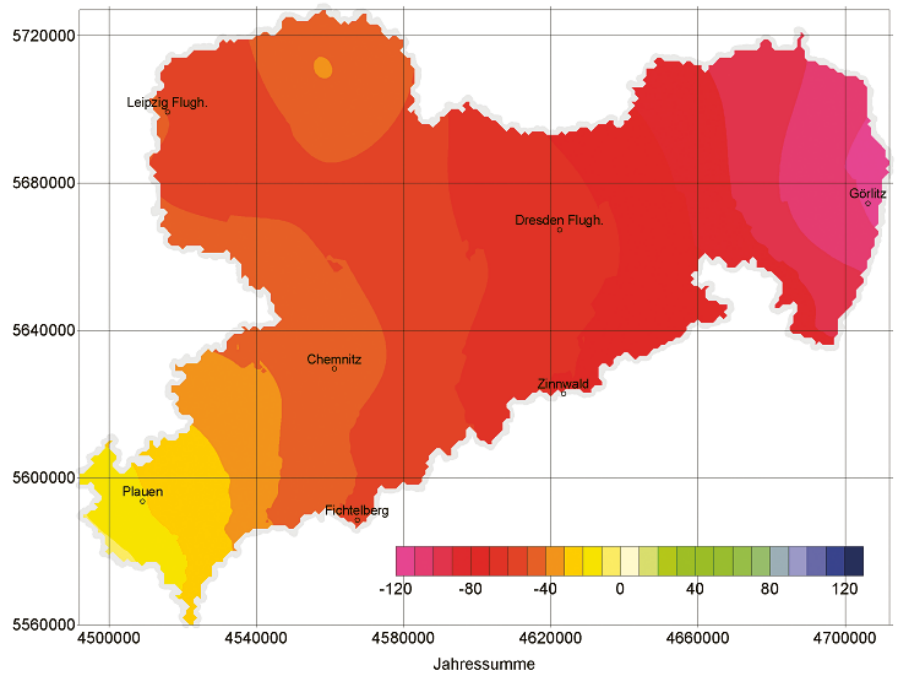 5720000
Leipzig Flugh.
5680000
Görlitz
Dresden Flugh.
5640000
Chemnitz
Zinnwald
5600000
Plauen
Fichtelberg
-120 -80 -40 0 40 80 120
5560000
4500000 4540000 4580000 4620000 4660000 4700000
Jahressumme